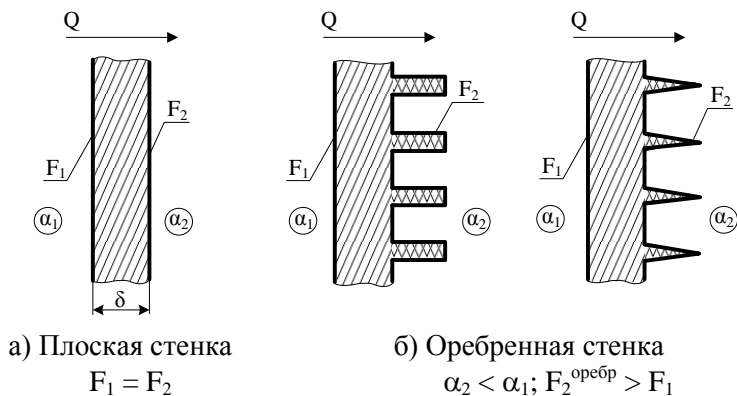 Q
Q
Q
F₁
F₂
F₁
F₂
F₁
F₂
α₁
α₂
α₁
α₂
α₁
α₂
δ
а) Плоская стенка
F₁ = F₂
б) Оребренная стенка
α₂ < α₁; F₂ᵒᵖᵉᵇᵖ > F₁